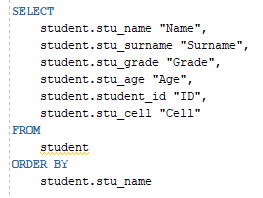 SELECT
student.stu_name "Name",
student.stu_surname "Surname",
student.stu_grade "Grade",
student.stu_age "Age",
student.student_id "ID",
student.stu_cell "Cell"
FROM
student
ORDER BY
student.stu_name